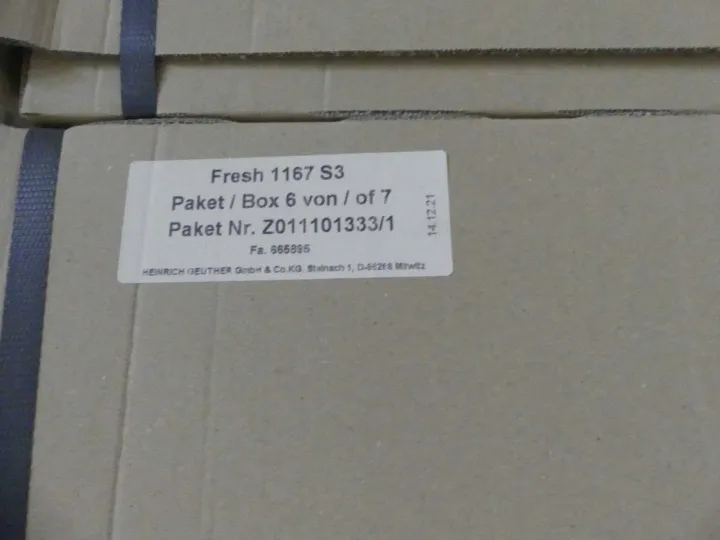 Fresh 1167 S3
Paket / Box 6 von / of 7
Paket Nr. Z011101333/1
Fa. 665895
HEINRICH GEUTHER GmbH & Co.KG, Steinach 1, D-96268 Mitwitz
14.12.21